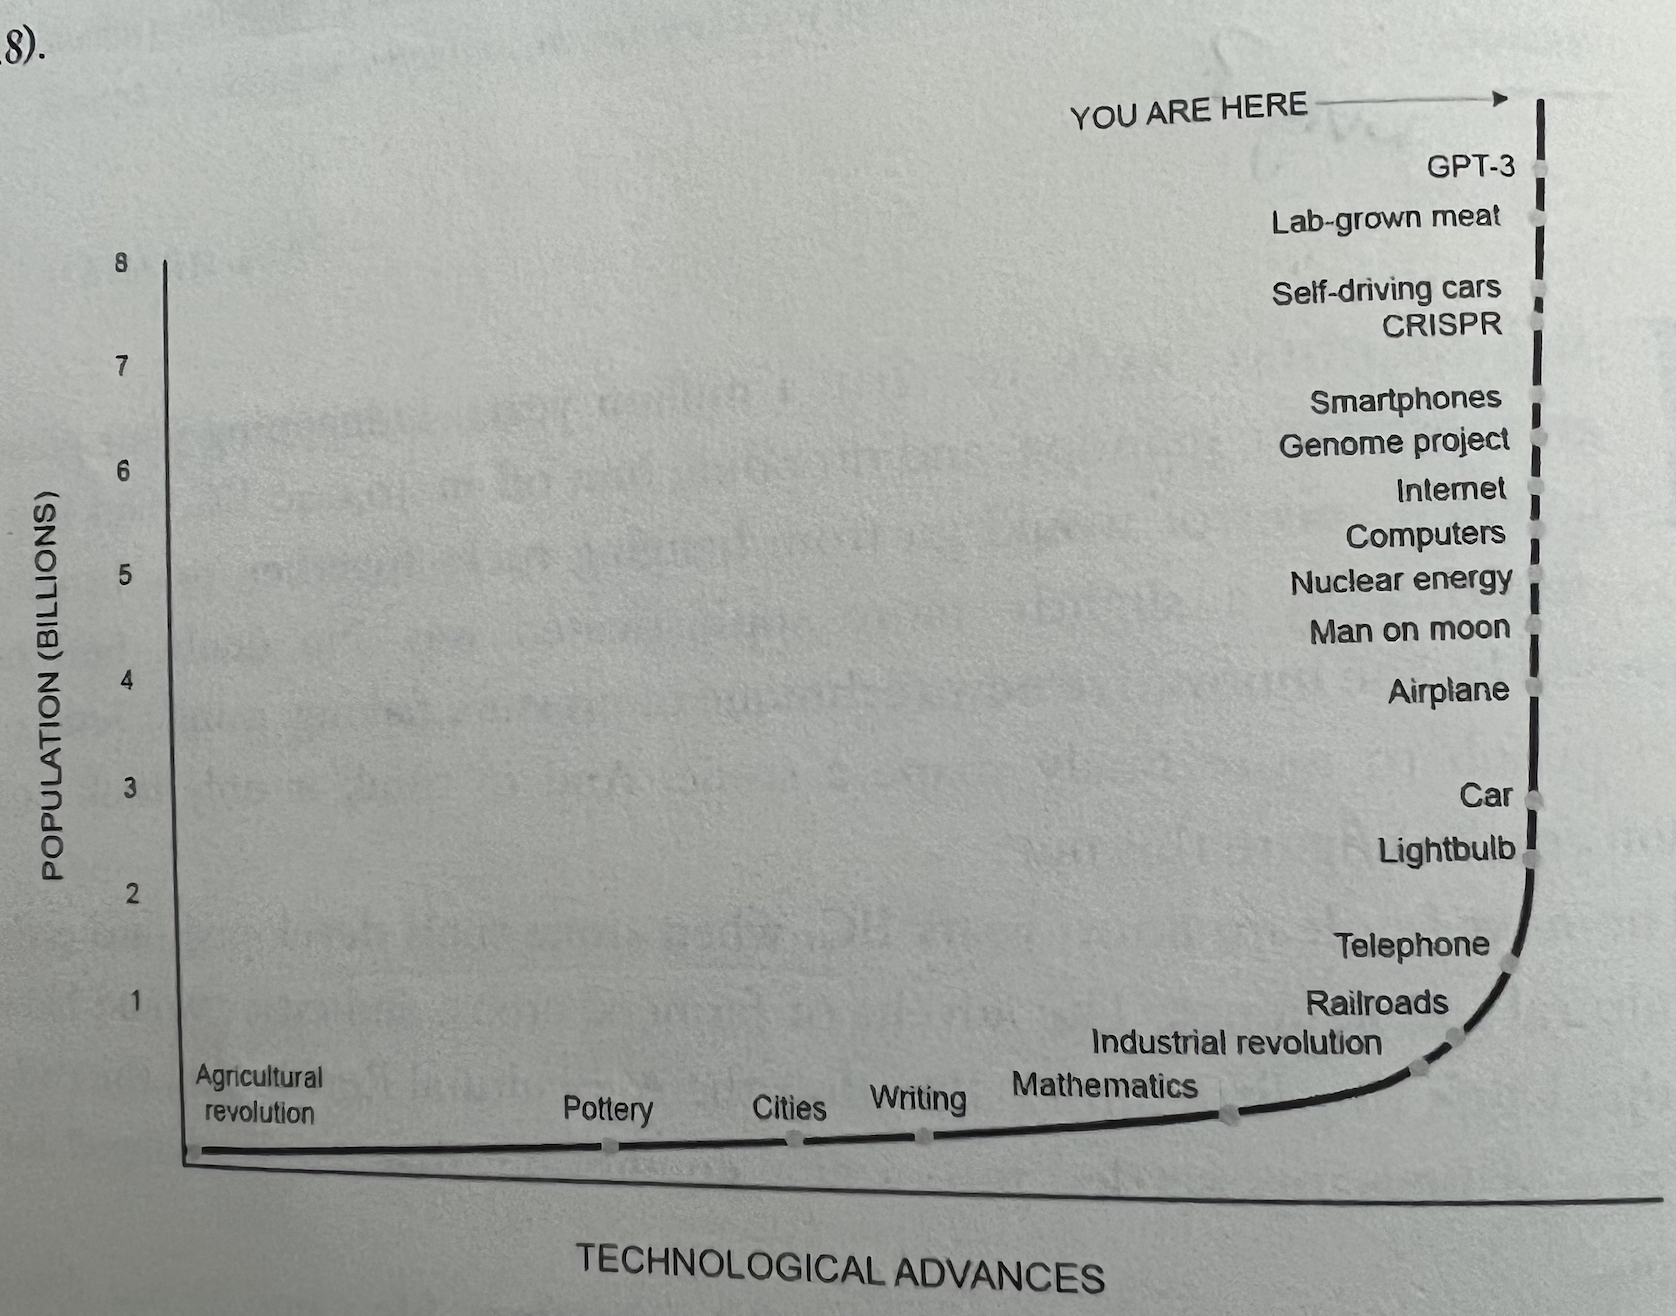 8).
YOU ARE HERE
GPT-3
Lab-grown meat
8
Self-driving cars
CRISPR
7
Smartphones
Genome project
6
Internet
Computers
5
Nuclear energy
Man on moon
4
Airplane
3
Car
Lightbulb
2
Telephone
1
Railroads
Industrial revolution
Mathematics
Writing
Cities
Pottery
Agricultural
revolution
POPULATION (BILLIONS)
TECHNOLOGICAL ADVANCES